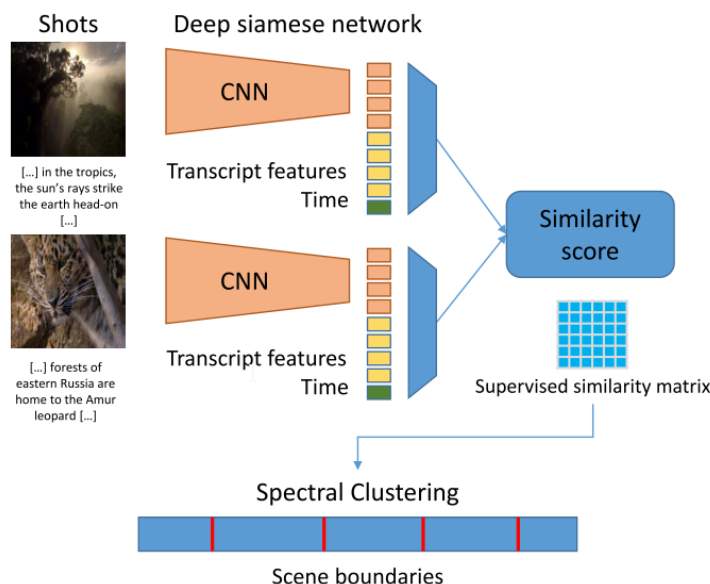 Shots
Deep siamese network
CNN
[…] in the tropics,
the sun's rays strike
the earth head-on
[…]
Transcript features
Time
Similarity
score
CNN
[…] forests of
eastern Russia are
home to the Amur
leopard […]
Transcript features
Time
Supervised similarity matrix
Spectral Clustering
Scene boundaries